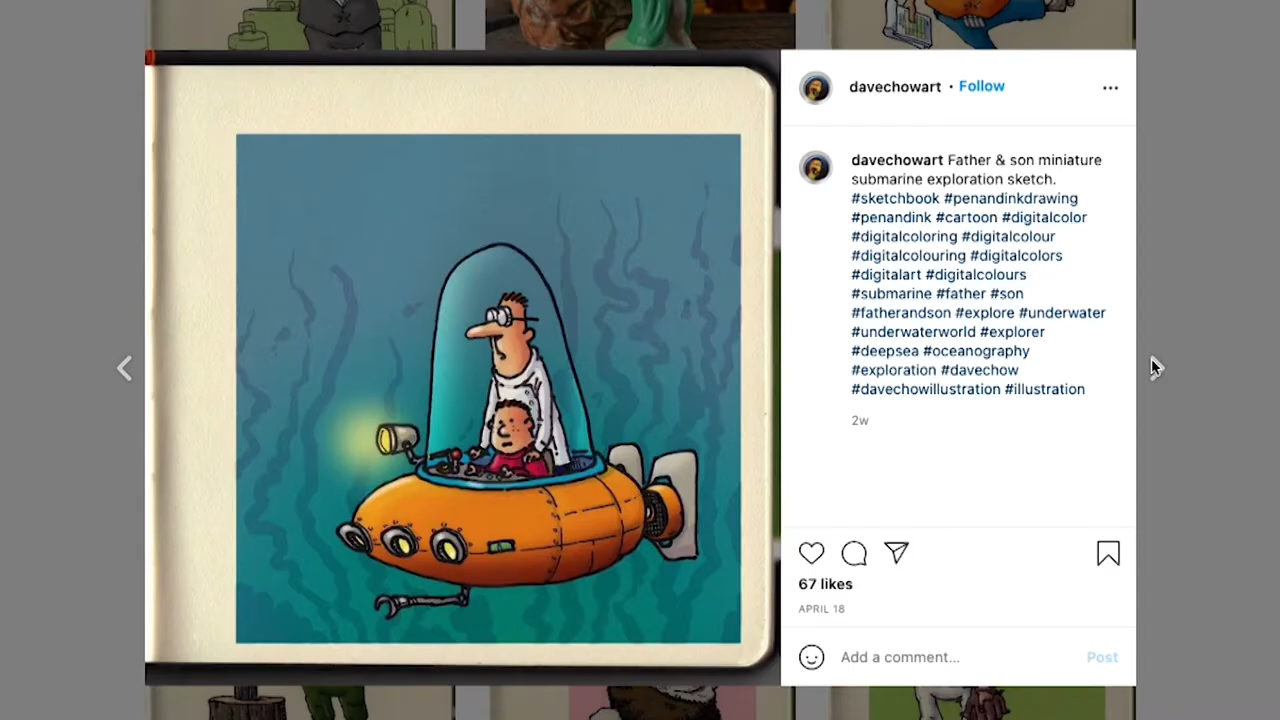 davechowart • Follow
davechowart Father & son miniature
submarine exploration sketch.
#sketchbook #penandinkdrawing
#penandink #cartoon #digitalcolor
#digitalcoloring #digitalcolour
#digitalcolouring #digitalcolors
#digitalart #digitalcolours
#submarine #father #son
#fatherandson #explore #underwater
#underwaterworld #explorer
#deepsea #oceanography
#exploration #davechow
#davechowillustration #illustration
2w
67 likes
APRIL 18
Add a comment... Post